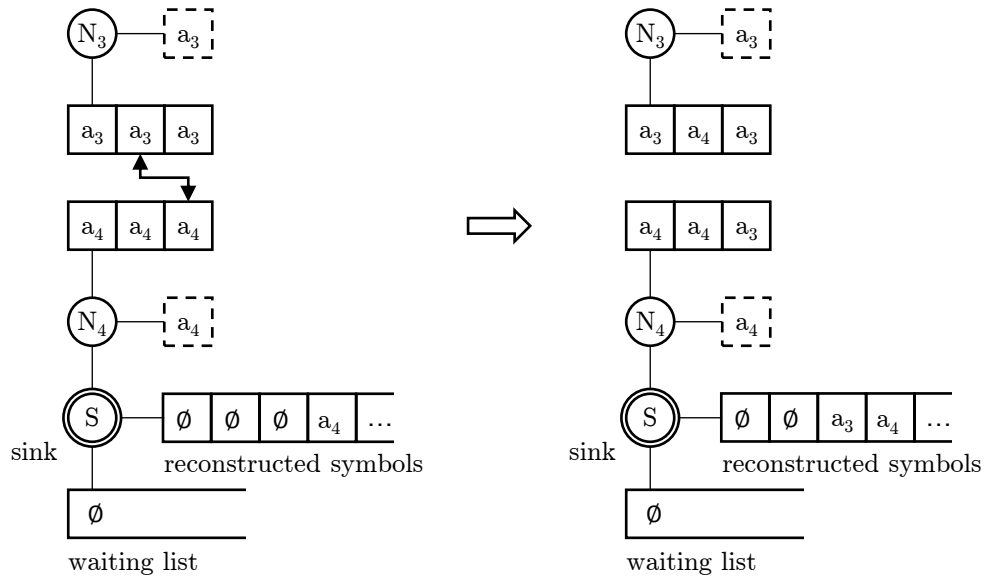 N₃ a₃ N₃ a₃
a₃ a₃ a₃ a₃ a₄ a₃
a₄ a₄ a₄ a₄ a₄ a₃
N₄ a₄ N₄ a₄
S ∅ ∅ ∅ a₄ ... S ∅ ∅ a₃ a₄ ...
sink sink
reconstructed symbols reconstructed symbols
∅ ∅
waiting list waiting list